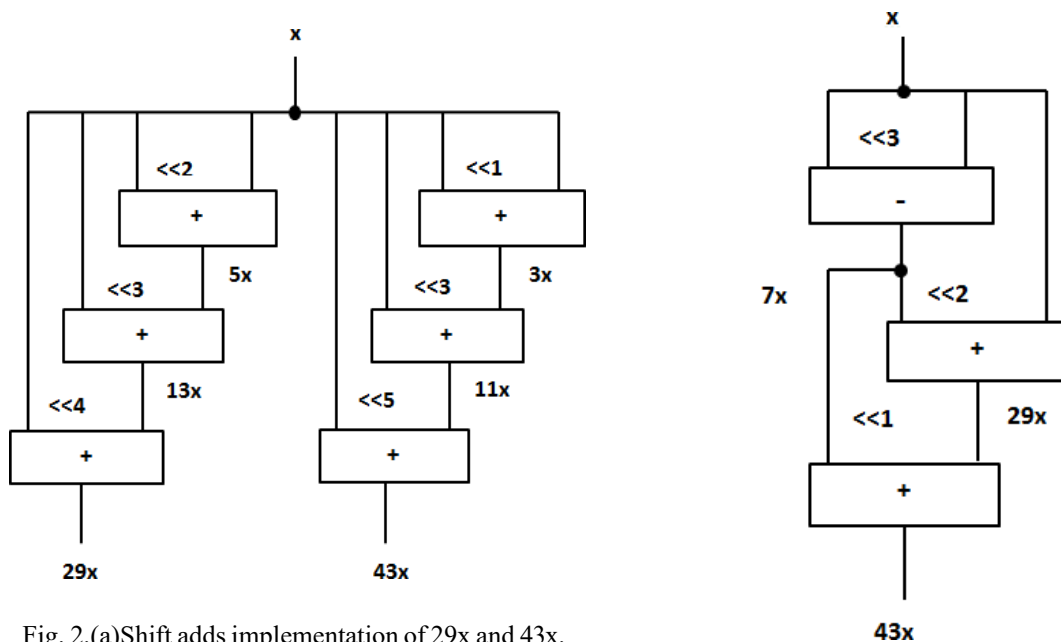 x
<<2
<<1
+
+
5x
3x
<<3
<<3
+
+
13x
11x
<<4
<<5
+
+
29x
43x
Fig. 2.(a)Shift adds implementation of 29x and 43x.
x
<<3
-
7x
<<2
+
<<1
29x
+
43x